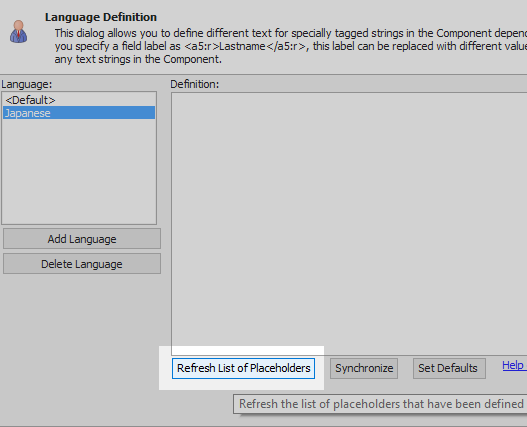 Language Definition
This dialog allows you to define different text for specially tagged strings in the Component depend
you specify a field label as <a5:r>Lastname</a5:r>, this label can be replaced with different value
any text strings in the Component.
Language:
Definition:
<Default>
Japanese
Add Language
Delete Language
Refresh List of Placeholders
Synchronize
Set Defaults
Help
Refresh the list of placeholders that have been defined